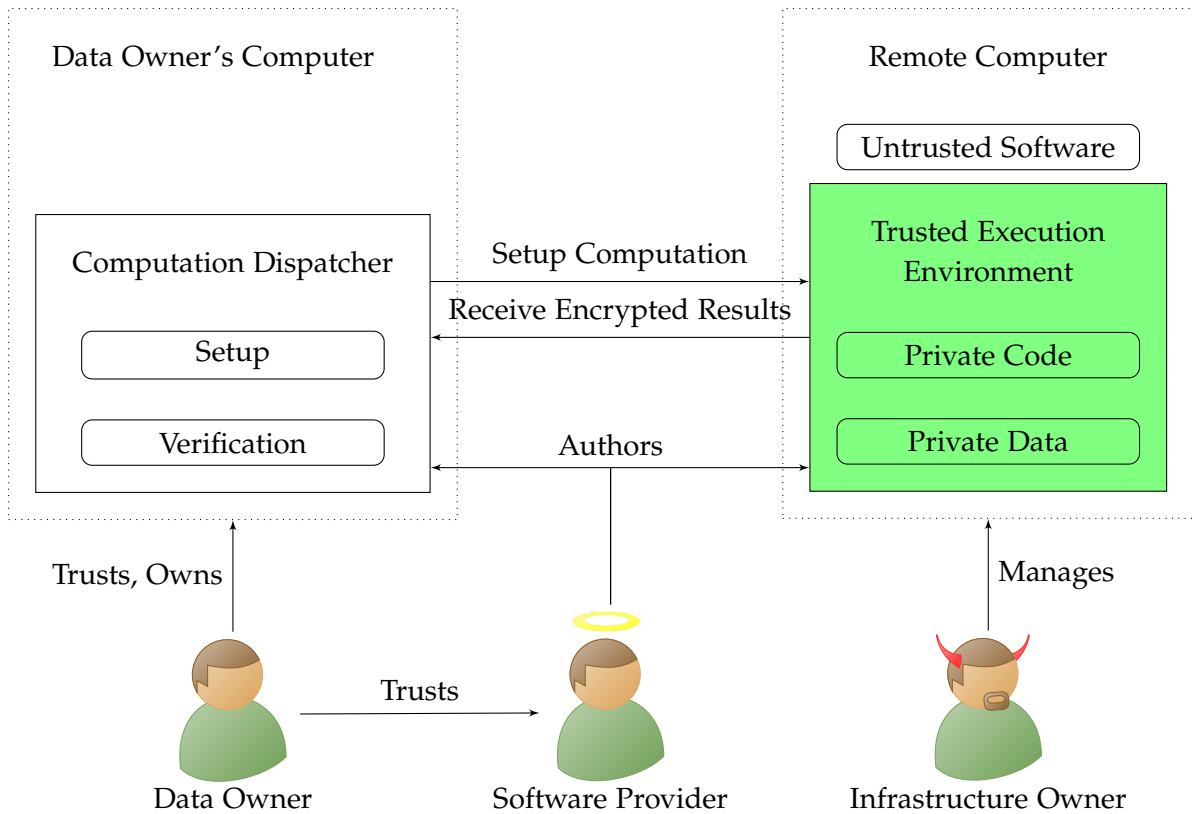 Data Owner's Computer
Remote Computer
Untrusted Software
Computation Dispatcher
Setup
Verification
Setup Computation
Receive Encrypted Results
Authors
Trusted Execution
Environment
Private Code
Private Data
Trusts, Owns
Manages
Trusts
Data Owner
Software Provider
Infrastructure Owner